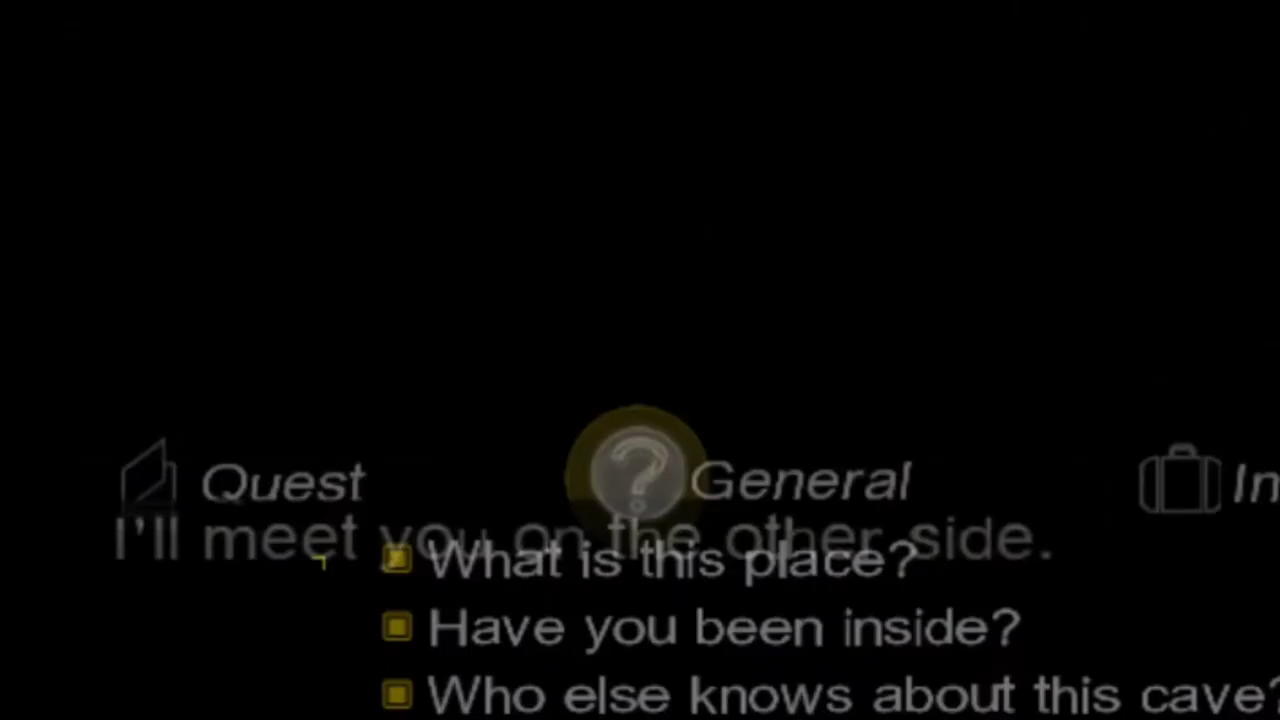 Quest
General
In
I'll meet you on the other side.
What is this place?
Have you been inside?
Who else knows about this cave?